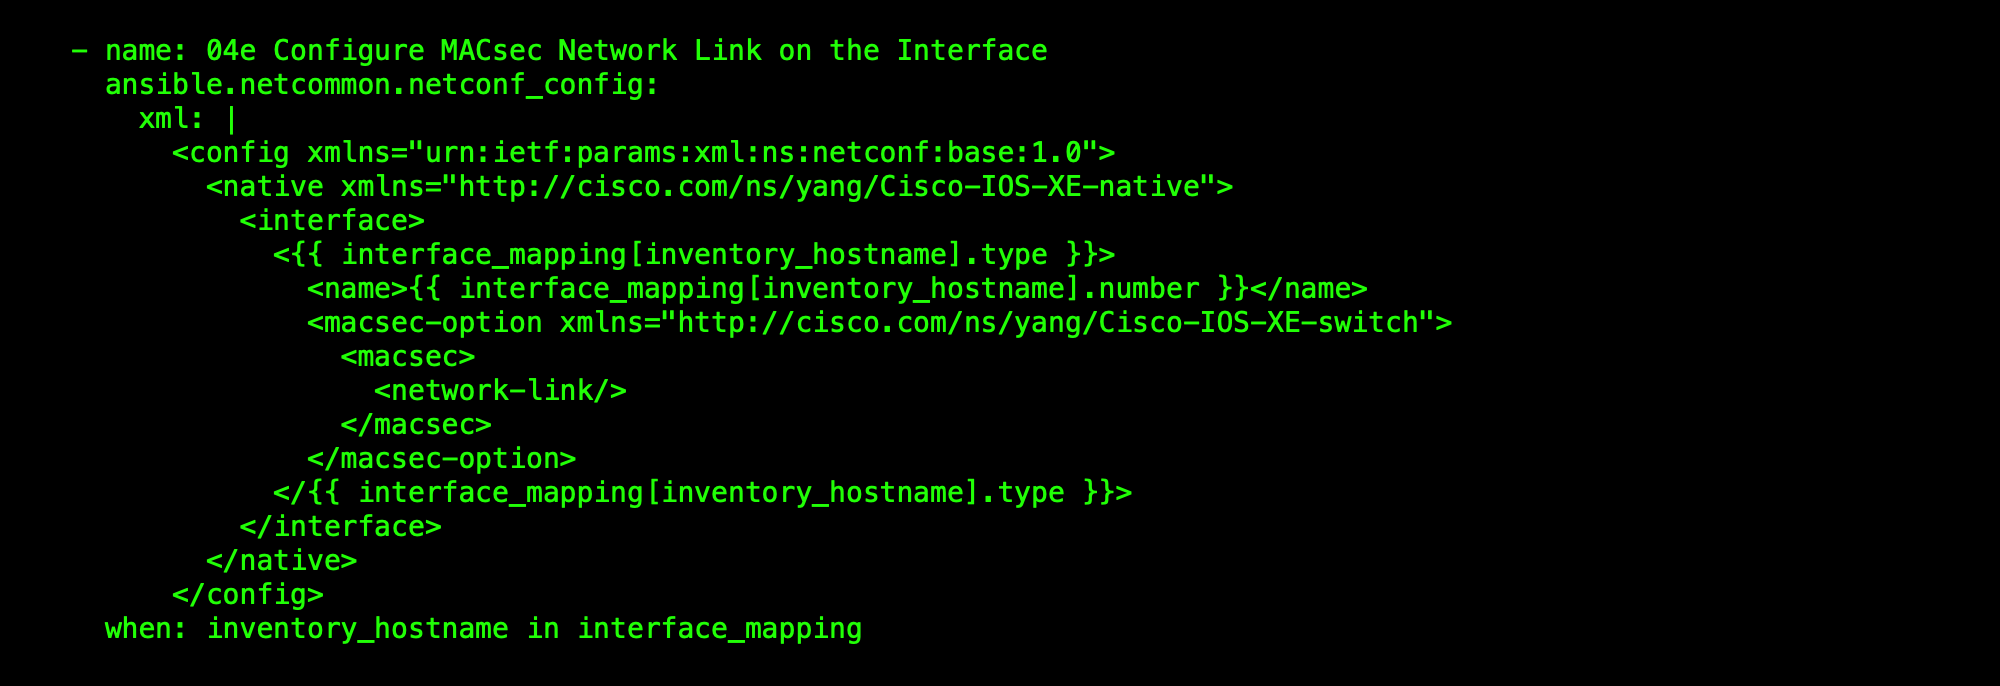 - name: 04e Configure MACsec Network Link on the Interface
  ansible.netcommon.netconf_config:
    xml: |
      <config xmlns="urn:ietf:params:xml:ns:netconf:base:1.0">
        <native xmlns="http://cisco.com/ns/yang/Cisco-IOS-XE-native">
          <interface>
            <{{ interface_mapping[inventory_hostname].type }}>
              <name>{{ interface_mapping[inventory_hostname].number }}</name>
              <macsec-option xmlns="http://cisco.com/ns/yang/Cisco-IOS-XE-switch">
                <macsec>
                  <network-link/>
                </macsec>
              </macsec-option>
            </{{ interface_mapping[inventory_hostname].type }}>
          </interface>
        </native>
      </config>
  when: inventory_hostname in interface_mapping